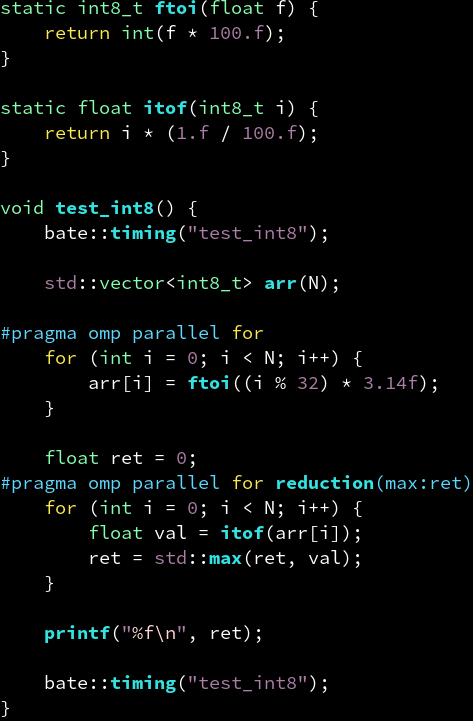 static int8_t ftoi(float f) {
    return int(f * 100.f);
}

static float itof(int8_t i) {
    return i * (1.f / 100.f);
}

void test_int8() {
    bate::timing("test_int8");

    std::vector<int8_t> arr(N);

#pragma omp parallel for
    for (int i = 0; i < N; i++) {
        arr[i] = ftoi((i % 32) * 3.14f);
    }

    float ret = 0;
#pragma omp parallel for reduction(max:ret)
    for (int i = 0; i < N; i++) {
        float val = itof(arr[i]);
        ret = std::max(ret, val);
    }

    printf("%f\n", ret);

    bate::timing("test_int8");
}